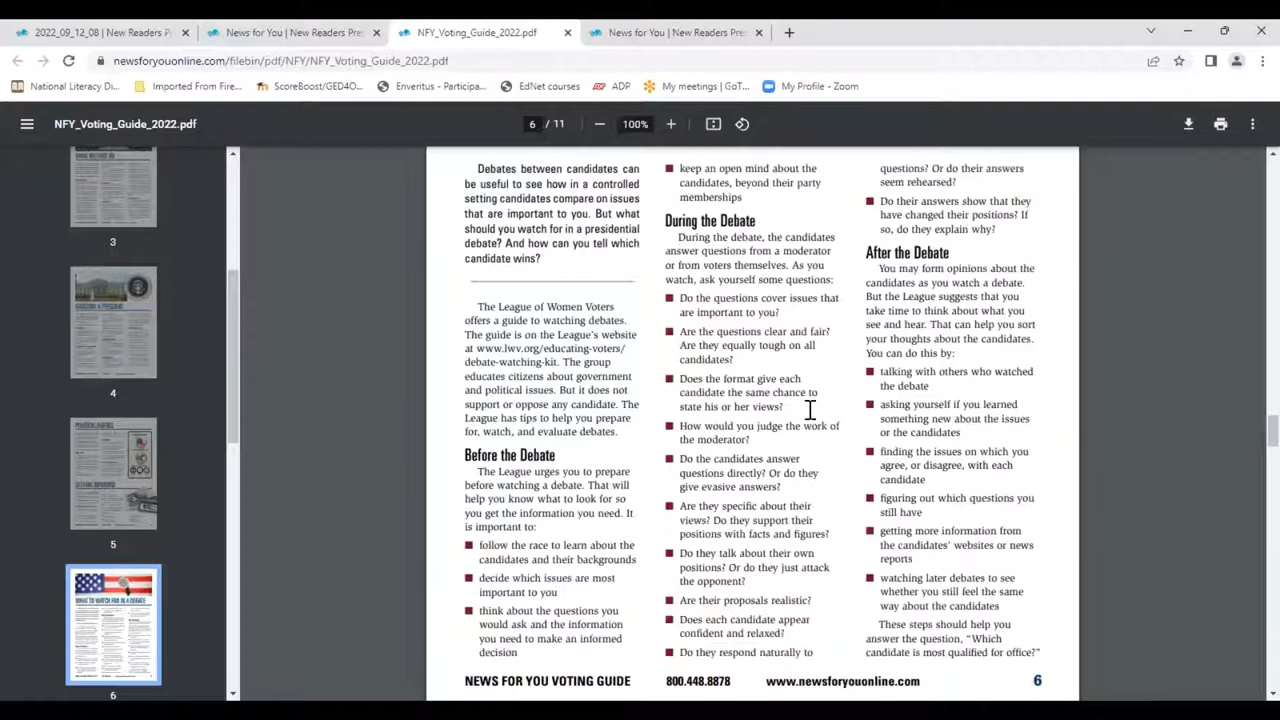 2022_09_12_08 | New Readers Pr
News for You | New Readers Pres
NFY_Voting_Guide_2022.pdf
News for You | New Readers Pres
newsforyouonline.com/filebin/pdf/NFY/NFY_Voting_Guide_2022.pdf
National Literacy Di...
Imported From Fire...
ScoreBoost/GED4O...
Enveritus - Participa...
EdNet courses
ADP
My meetings | GoT...
My Profile - Zoom
NFY_Voting_Guide_2022.pdf
6 / 11
100%
3
4
5
WHAT TO WATCH FOR IN A DEBATE
6
Debates between candidates can
be useful to see how in a controlled
setting candidates compare on issues
that are important to you. But what
should you watch for in a presidential
debate? And how can you tell which
candidate wins?
The League of Women Voters
offers a guide to watching debates.
The guide is on the League's website
at www.lwv.org/educating-voters/
debate-watching-kit. The group
educates citizens about government
and political issues. But it does not
support or oppose any candidate. The
League has tips to help you prepare
for, watch, and evaluate debates.
Before the Debate
The League urges you to prepare
before watching a debate. That will
help you know what to look for so
you get the information you need. It
is important to:
follow the race to learn about the
candidates and their backgrounds
decide which issues are most
important to you
think about the questions you
would ask and the information
you need to make an informed
decision
keep an open mind about the
candidates, beyond their party
memberships
During the Debate
During the debate, the candidates
answer questions from a moderator
or from voters themselves. As you
watch, ask yourself some questions:
Do the questions cover issues that
are important to you?
Are the questions clear and fair?
Are they equally tough on all
candidates?
Does the format give each
candidate the same chance to
state his or her views?
How would you judge the work of
the moderator?
Do the candidates answer
questions directly? Or do they
give evasive answers?
Are they specific about their
views? Do they support their
positions with facts and figures?
Do they talk about their own
positions? Or do they just attack
the opponent?
Are their proposals realistic?
Does each candidate appear
confident and relaxed?
Do they respond naturally to
questions? Or do their answers
seem rehearsed?
Do their answers show that they
have changed their positions? If
so, do they explain why?
After the Debate
You may form opinions about the
candidates as you watch a debate.
But the League suggests that you
take time to think about what you
see and hear. That can help you sort
your thoughts about the candidates.
You can do this by:
talking with others who watched
the debate
asking yourself if you learned
something new about the issues
or the candidates
finding the issues on which you
agree, or disagree, with each
candidate
figuring out which questions you
still have
getting more information from
the candidates' websites or news
reports
watching later debates to see
whether you still feel the same
way about the candidates
These steps should help you
answer the question, "Which
candidate is most qualified for office?"
NEWS FOR YOU VOTING GUIDE 800.448.8878 www.newsforyouonline.com 6